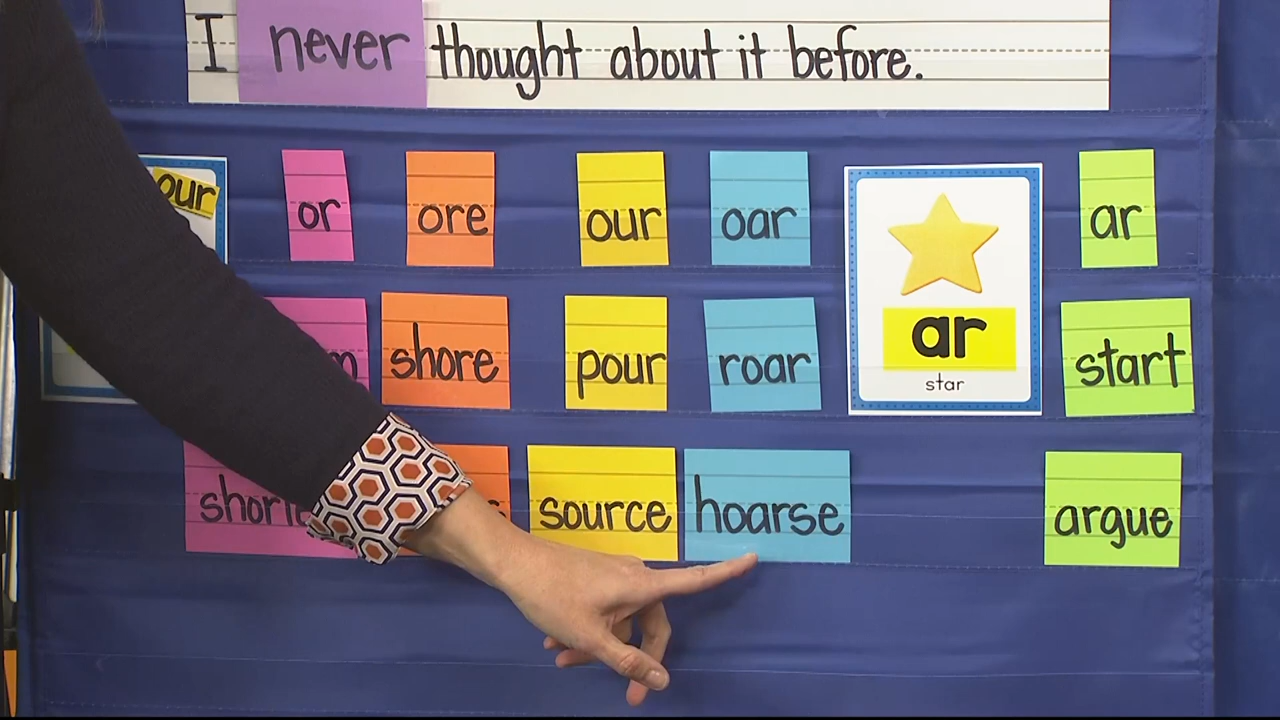 I never thought about it before.
our or ore our oar ar
shore pour roar ar start
star
source hoarse argue